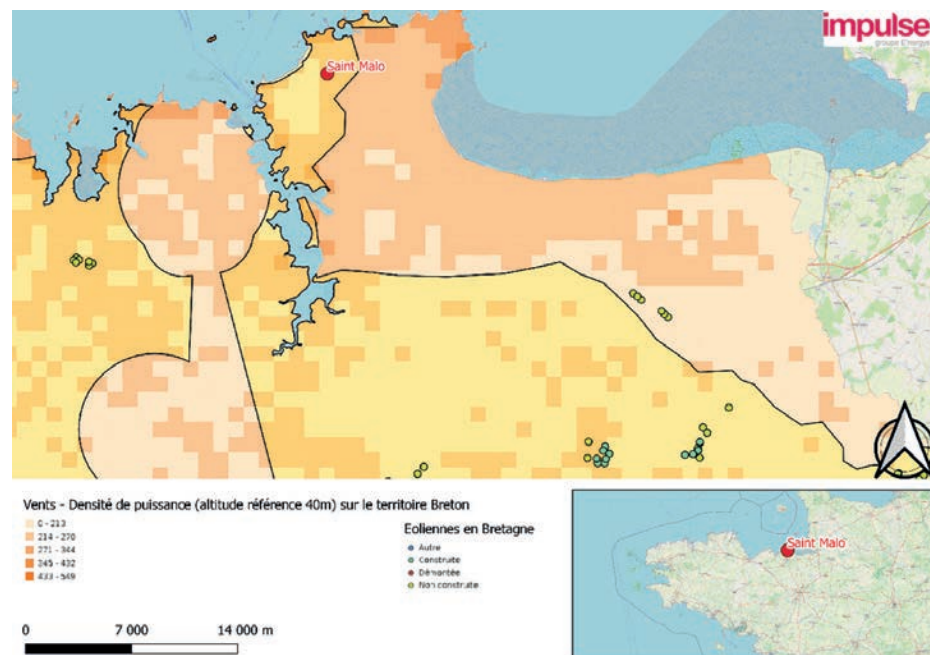 impulse
groupe Energies
Saint Malo
Vents - Densité de puissance (altitude référence 40m) sur le territoire Breton
0 - 213
214 - 270
271 - 344
345 - 432
433 - 549
Eoliennes en Bretagne
Autre
Construite
Démantée
Non construite
0 7 000 14 000 m
Saint Malo